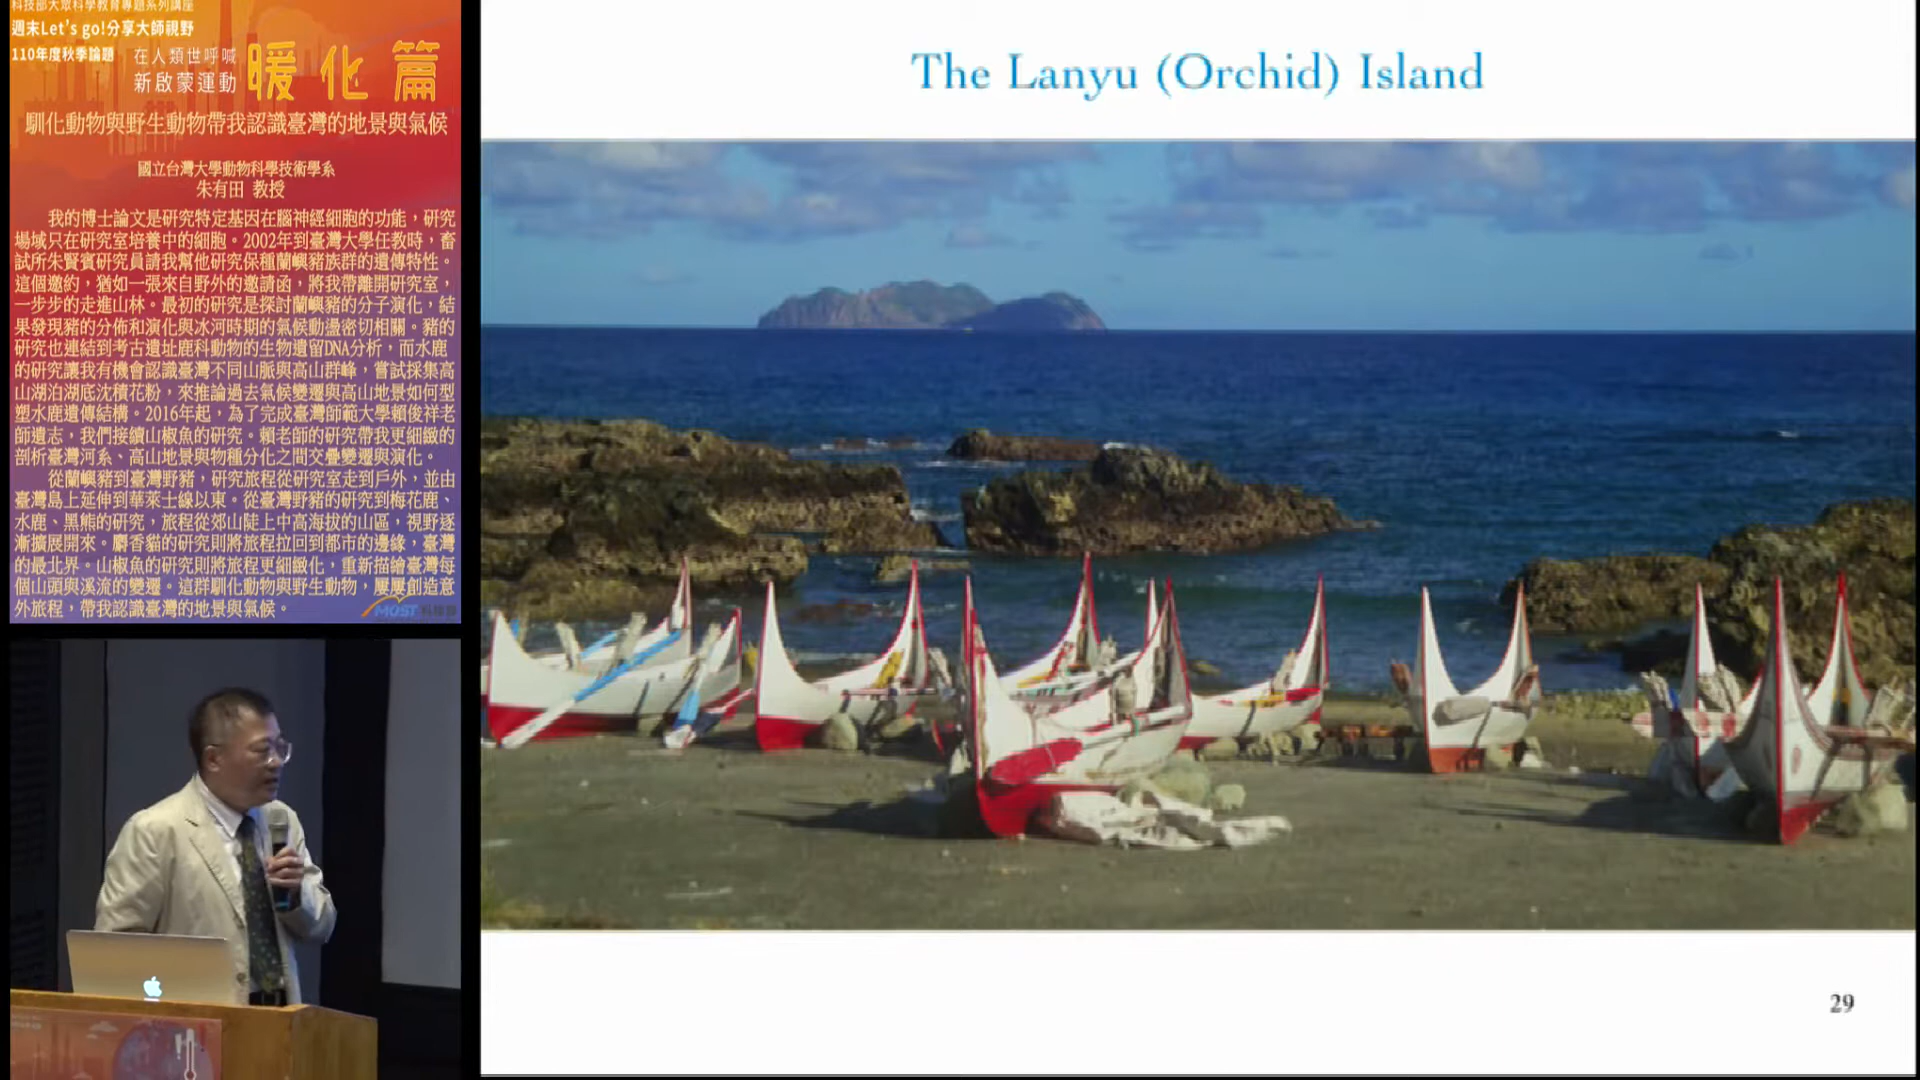 科技部大眾科學教育專題系列講座
週末Let's go!分享大師視野
110年度秋季論題
在人類世呼喊
新啟蒙運動
暖化篇
馴化動物與野生動物帶我認識臺灣的地景與氣候
國立台灣大學動物科學技術學系
朱有田 教授
我的博士論文是研究特定基因在腦神經細胞的功能，研究
場域只在研究室培養中的細胞。2002年到臺灣大學任教時，畜
試所朱賢賓研究員請我幫他研究保種蘭嶼豬族群的遺傳特性。
這個邀約，猶如一張來自野外的邀請函，將我帶離開研究室，
一步步的走進山林。最初的研究是探討蘭嶼豬的分子演化，結
果發現豬的分佈和演化與冰河時期的氣候動盪密切相關。豬的
研究也連結到考古遺址鹿科動物的生物遺留DNA分析，而水鹿
的研究讓我有機會認識臺灣不同山脈與高山群峰，嘗試採集高
山湖泊湖底沈積花粉，來推論過去氣候變遷與高山地景如何型
塑水鹿遺傳結構。2016年起，為了完成臺灣師範大學賴俊祥老
師遺志，我們接續山椒魚的研究。賴老師的研究帶我更細緻的
剖析臺灣河系、高山地景與物種分化之間交疊變遷與演化。
從蘭嶼豬到臺灣野豬，研究旅程從研究室走到戶外，並由
臺灣島上延伸到華萊士線以東。從臺灣野豬的研究到梅花鹿、
水鹿、黑熊的研究，旅程從郊山陡上中高海拔的山區，視野逐
漸擴展開來。麝香貓的研究則將旅程拉回到都市的邊緣，臺灣
的最北界。山椒魚的研究則將旅程更細緻化，重新描繪臺灣每
個山頭與溪流的變遷。這群馴化動物與野生動物，屢屢創造意
外旅程，帶我認識臺灣的地景與氣候。
MOST 科技部
The Lanyu (Orchid) Island
29